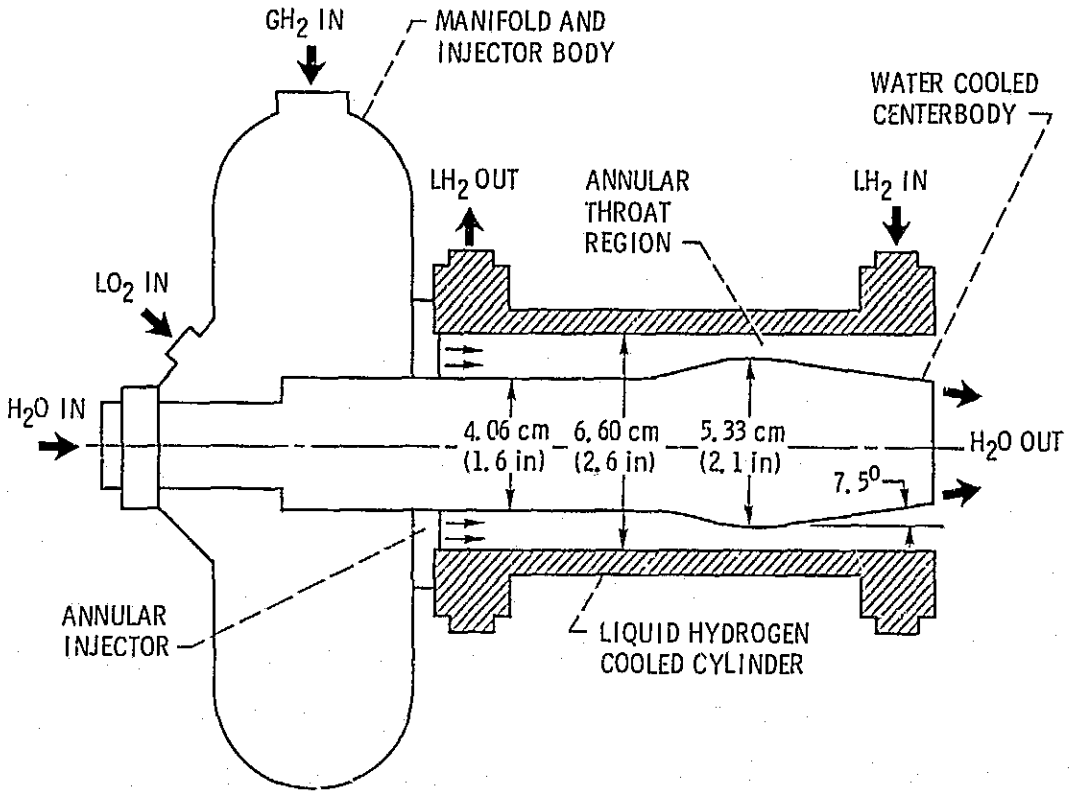 GH2 IN
MANIFOLD AND
INJECTOR BODY
WATER COOLED
CENTERBODY
LH2 OUT
ANNULAR
THROAT
REGION
LH2 IN
LO2 IN
H2O IN
4.06 cm
(1.6 in)
6.60 cm
(2.6 in)
5.33 cm
(2.1 in)
H2O OUT
7.5⁰
ANNULAR
INJECTOR
LIQUID HYDROGEN
COOLED CYLINDER